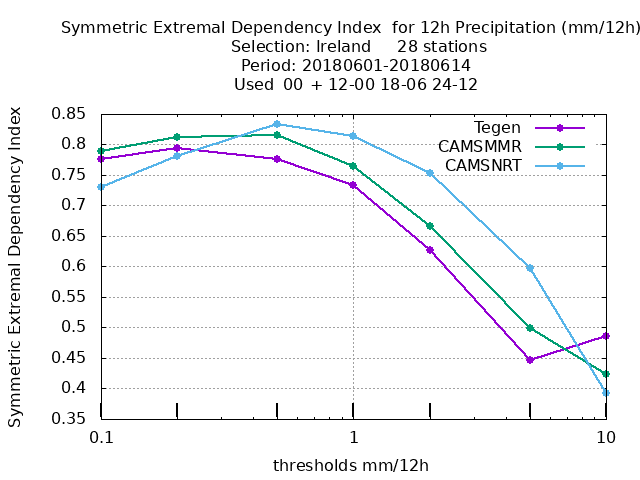 Symmetric Extremal Dependency Index  for 12h Precipitation (mm/12h)
Selection: Ireland     28 stations
Period: 20180601-20180614
Used  00  + 12-00 18-06 24-12
Symmetric Extremal Dependency Index
0.85
0.8
0.75
0.7
0.65
0.6
0.55
0.5
0.45
0.4
0.35
Tegen
CAMSMMR
CAMSNRT
0.1
1
10
thresholds mm/12h